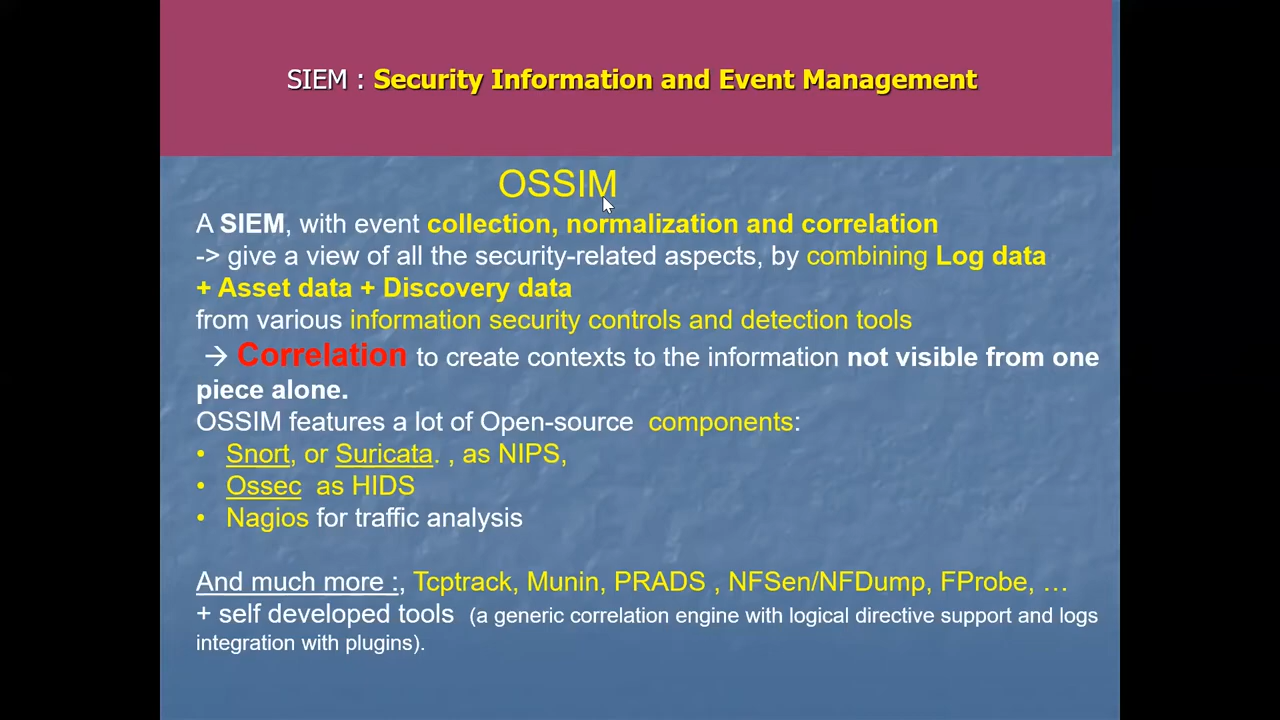 SIEM : Security Information and Event Management
OSSIM
A SIEM, with event collection, normalization and correlation
-> give a view of all the security-related aspects, by combining Log data
+ Asset data + Discovery data
from various information security controls and detection tools
→ Correlation to create contexts to the information not visible from one
piece alone.
OSSIM features a lot of Open-source components:
• Snort, or Suricata. , as NIPS,
• Ossec as HIDS
• Nagios for traffic analysis
And much more :, Tcptrack, Munin, PRADS , NFSen/NFDump, FProbe, …
+ self developed tools (a generic correlation engine with logical directive support and logs
integration with plugins).